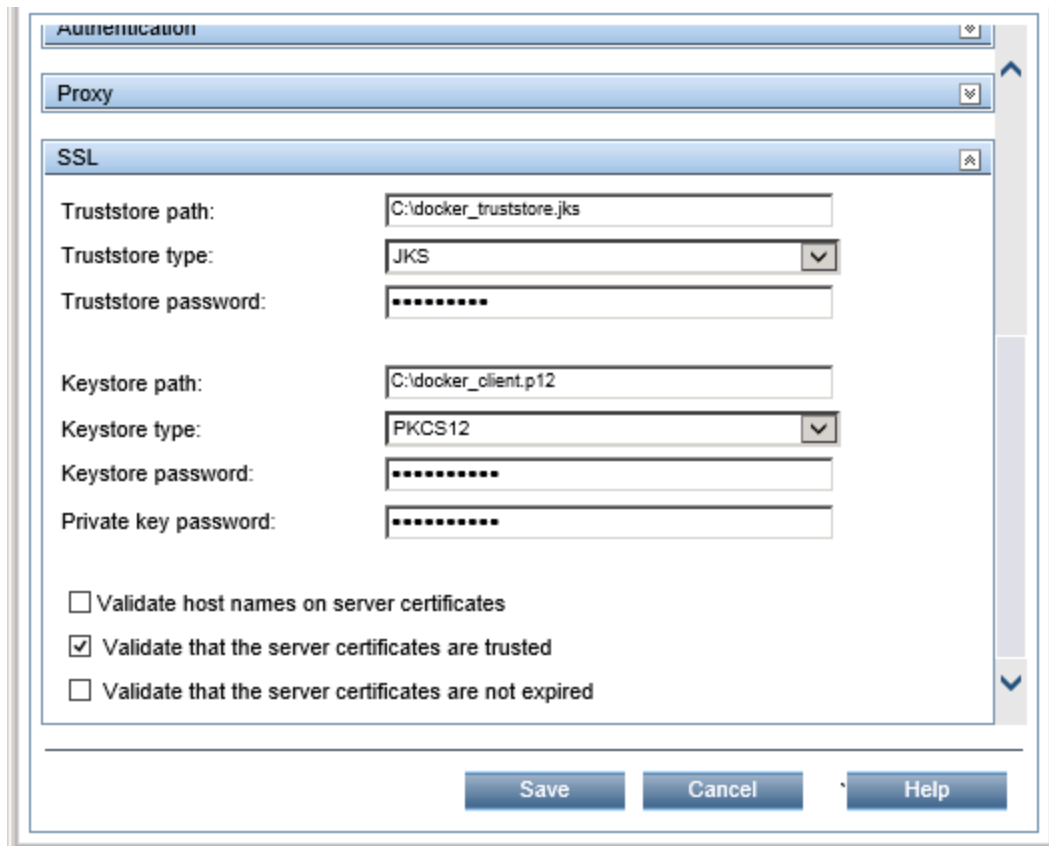 Authentication
Proxy
SSL
Truststore path: C:\docker_truststore.jks
Truststore type: JKS
Truststore password: •••••••••
Keystore path: C:\docker_client.p12
Keystore type: PKCS12
Keystore password: ••••••••••
Private key password: ••••••••••
Validate host names on server certificates
Validate that the server certificates are trusted
Validate that the server certificates are not expired
Save Cancel ` Help